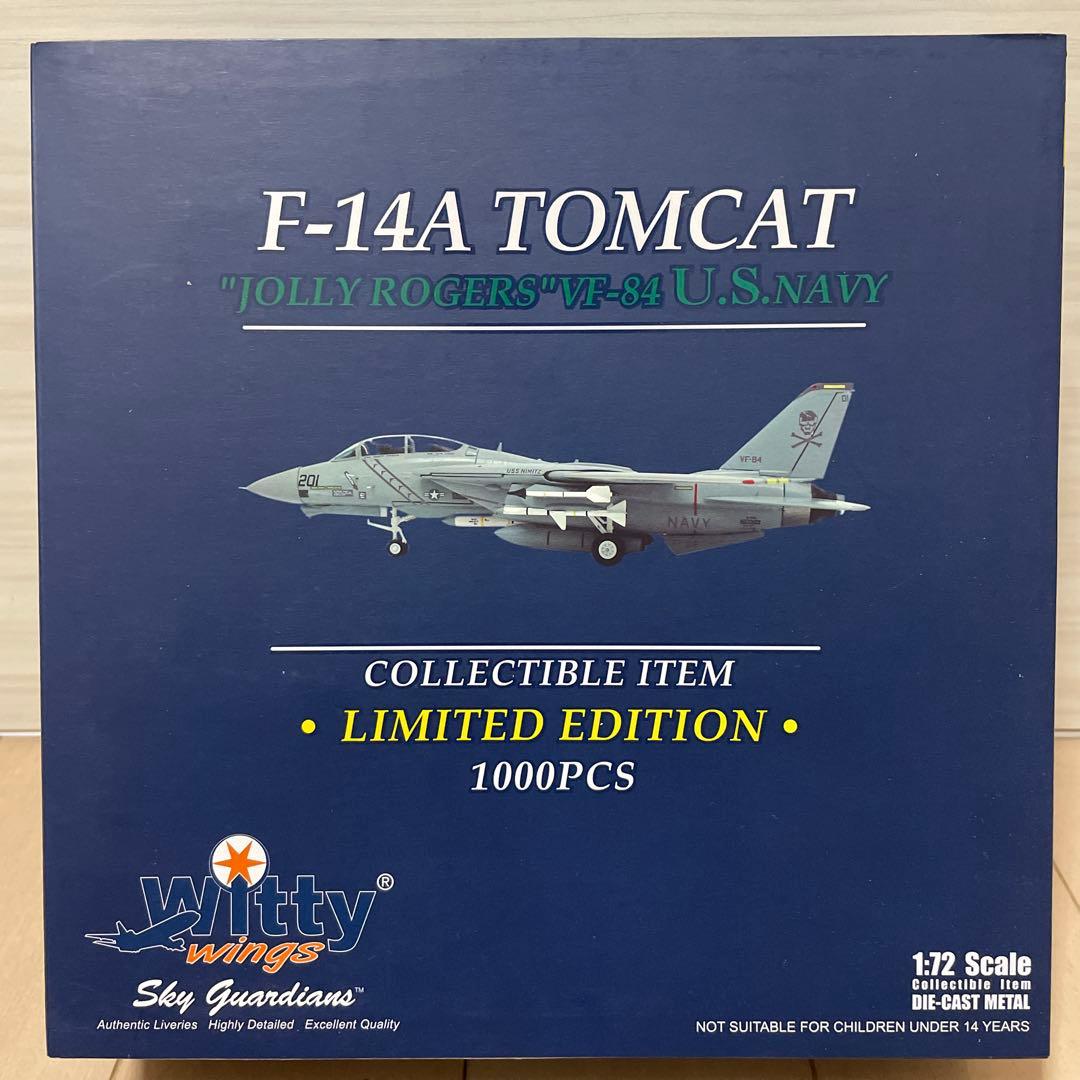 F-14A TOMCAT
"JOLLY ROGERS"VF-84 U.S.NAVY
201
USS NIMITZ
NAVY
VF-84
01
COLLECTIBLE ITEM
• LIMITED EDITION •
1000PCS
witty®
wings
Sky Guardians™
Authentic Liveries Highly Detailed Excellent Quality
1:72 Scale
Collectible Item
DIE-CAST METAL
NOT SUITABLE FOR CHILDREN UNDER 14 YEARS